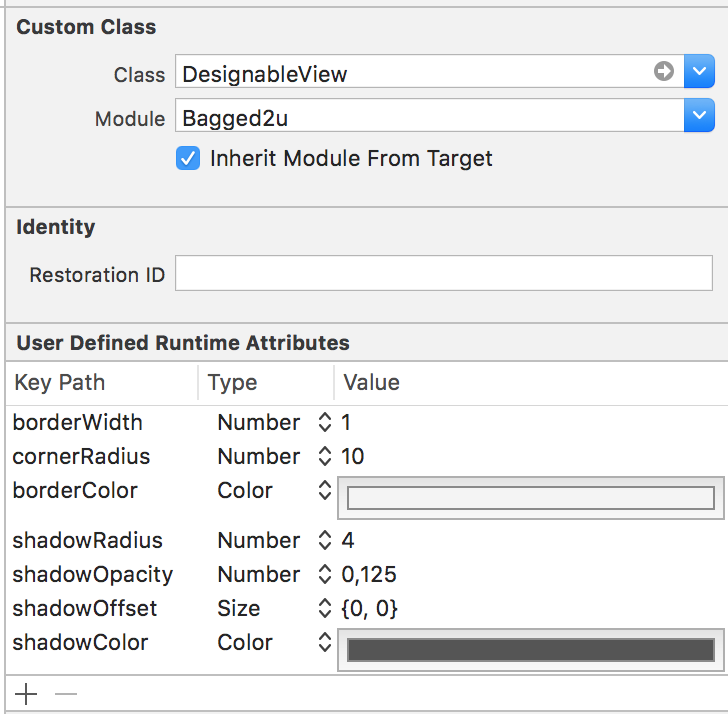 Custom Class
Class DesignableView
Module Bagged2u
Inherit Module From Target
Identity
Restoration ID
User Defined Runtime Attributes
Key Path Type Value
borderWidth Number 1
cornerRadius Number 10
borderColor Color
shadowRadius Number 4
shadowOpacity Number 0,125
shadowOffset Size {0, 0}
shadowColor Color